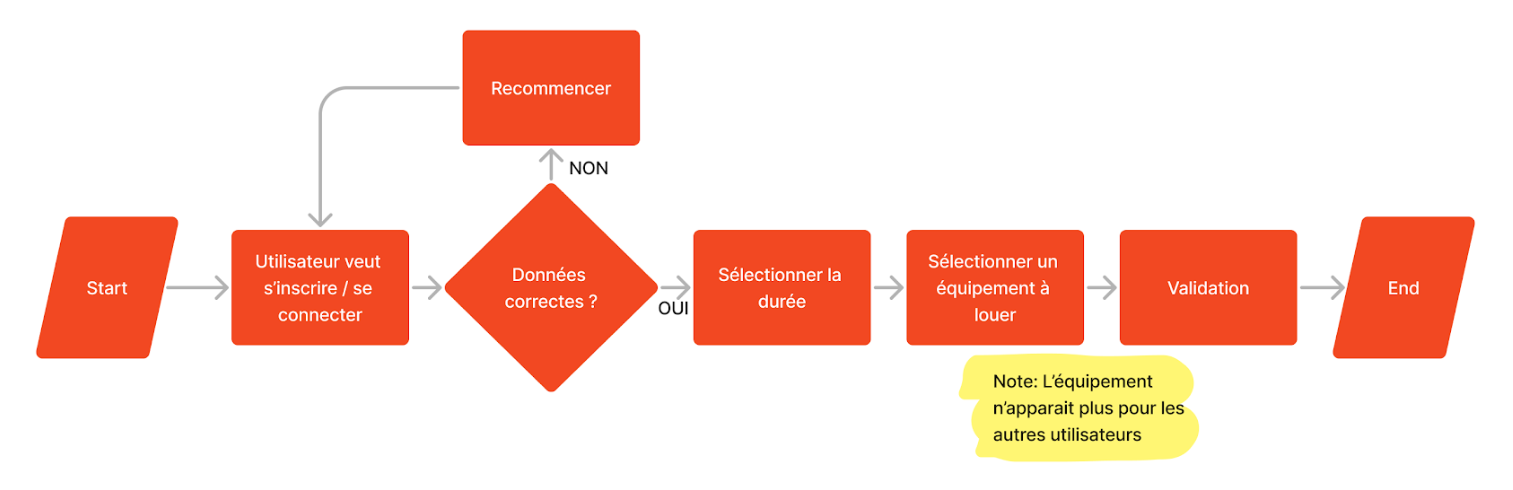 Recommencer
NON
Start
Utilisateur veut
s’inscrire / se
connecter
Données
correctes ?
OUI
Sélectionner la
durée
Sélectionner un
équipement à
louer
Validation
End
Note: L’équipement
n’apparait plus pour les
autres utilisateurs